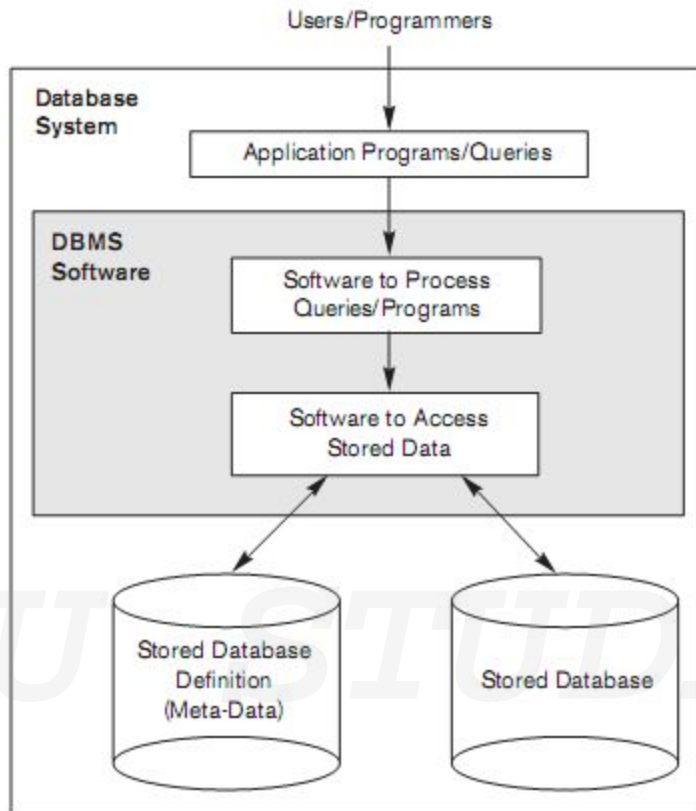 Users/Programmers
Database
System
Application Programs/Queries
DBMS
Software
Software to Process
Queries/Programs
Software to Access
Stored Data
Stored Database
Definition
(Meta-Data)
Stored Database
U STUD